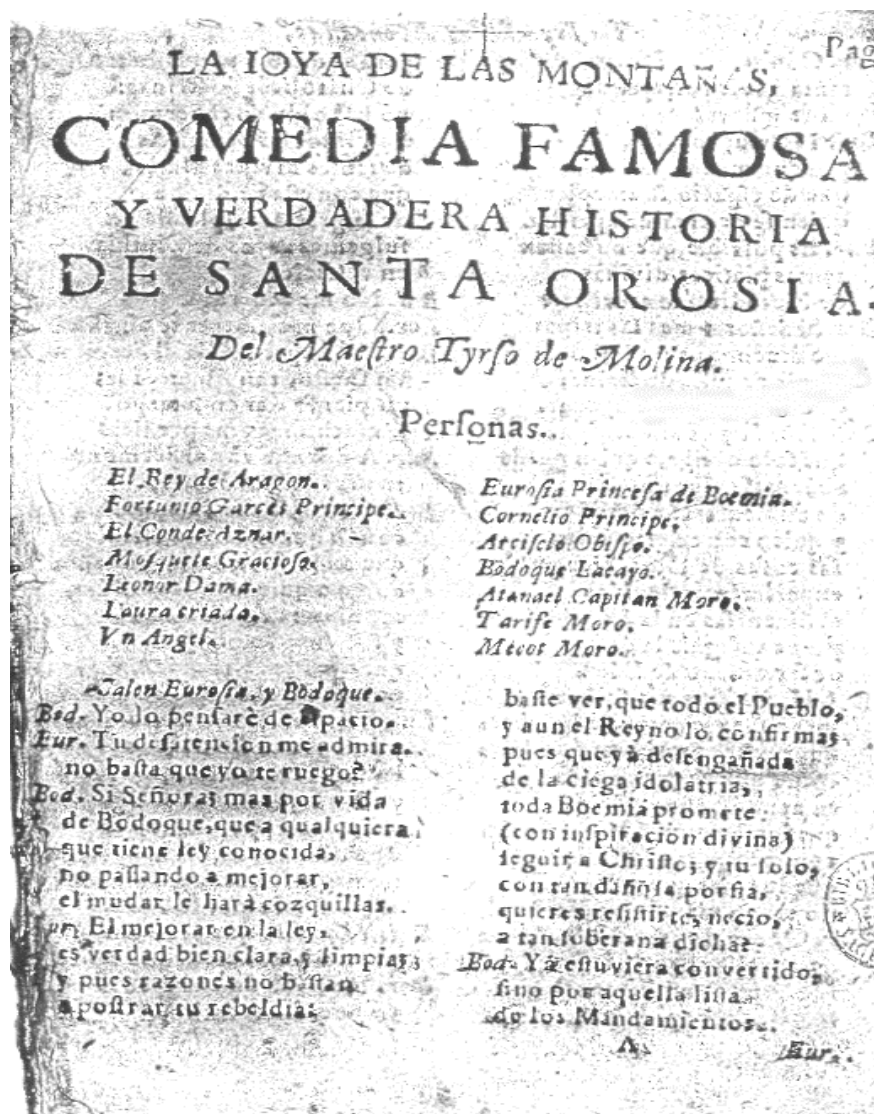 Pag
LA IOYA DE LAS MONTAÑAS,
COMEDIA FAMOSA
Y VERDADERA HISTORIA
DE SANTA OROSIA.
Del Maeſtro Tyrſo de Molina.
Perſonas.
El Rey de Aragon.
Fortunio Garces Principe.
El Conde Aznar.
Moſquete Gracioſo.
Leonor Dama.
Laura criada.
Vn Angel.
Euroſia Princeſa de Boemia.
Cornelio Principe.
Arciſclo Obiſpo.
Bodoque Lacayo.
Atanael Capitan Moro.
Tarife Moro.
Mecot Moro.
Salen Euroſia, y Bodoque.
Bod. Yo lo penſarè de eſpacio.
Eur. Tu deſatencion me admira.
no baſta que yo te ruego?
Bod. Si Señora; mas por vida
de Bodoque, que a qualquiera
que tiene ley conocida,
no paſſando a mejorar,
el mudar le harà cozquillas.
Eur. El mejorar en la ley,
es verdad bien clara, y limpia;
y pues razones no baſtan
a poſtrar tu rebeldia;
baſte ver, que todo el Pueblo,
y aun el Reyno lo confirma;
pues que yà deſengañada
de la ciega idolatria,
toda Boemia promete
(con inſpiracion divina)
ſeguir a Chriſto; y tu ſolo,
con tan dañoſa porfia,
quieres reſiſtirte, necio,
a tan ſoberana dicha?
Bod. Yà eſtuviera convertido,
ſino por aquella liſta
de los Mandamientos.
A
Eur.